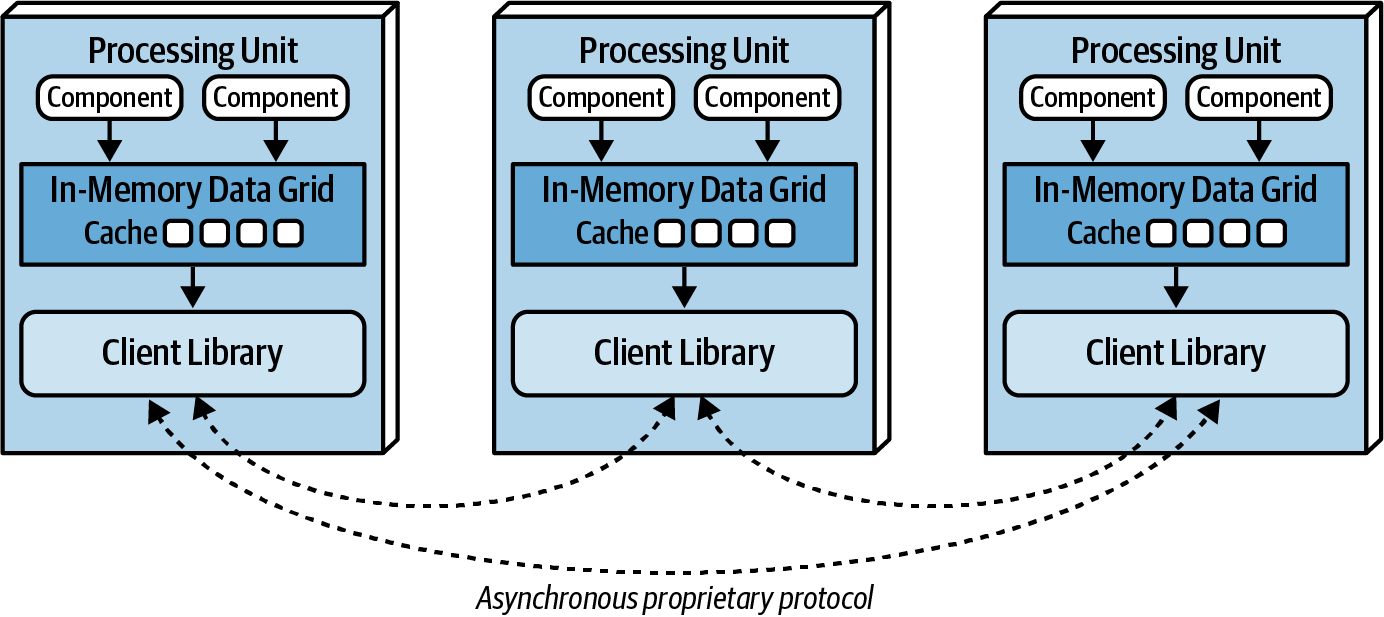 Processing Unit
Component Component
In-Memory Data Grid
Cache
Client Library
Processing Unit
Component Component
In-Memory Data Grid
Cache
Client Library
Processing Unit
Component Component
In-Memory Data Grid
Cache
Client Library
Asynchronous proprietary protocol